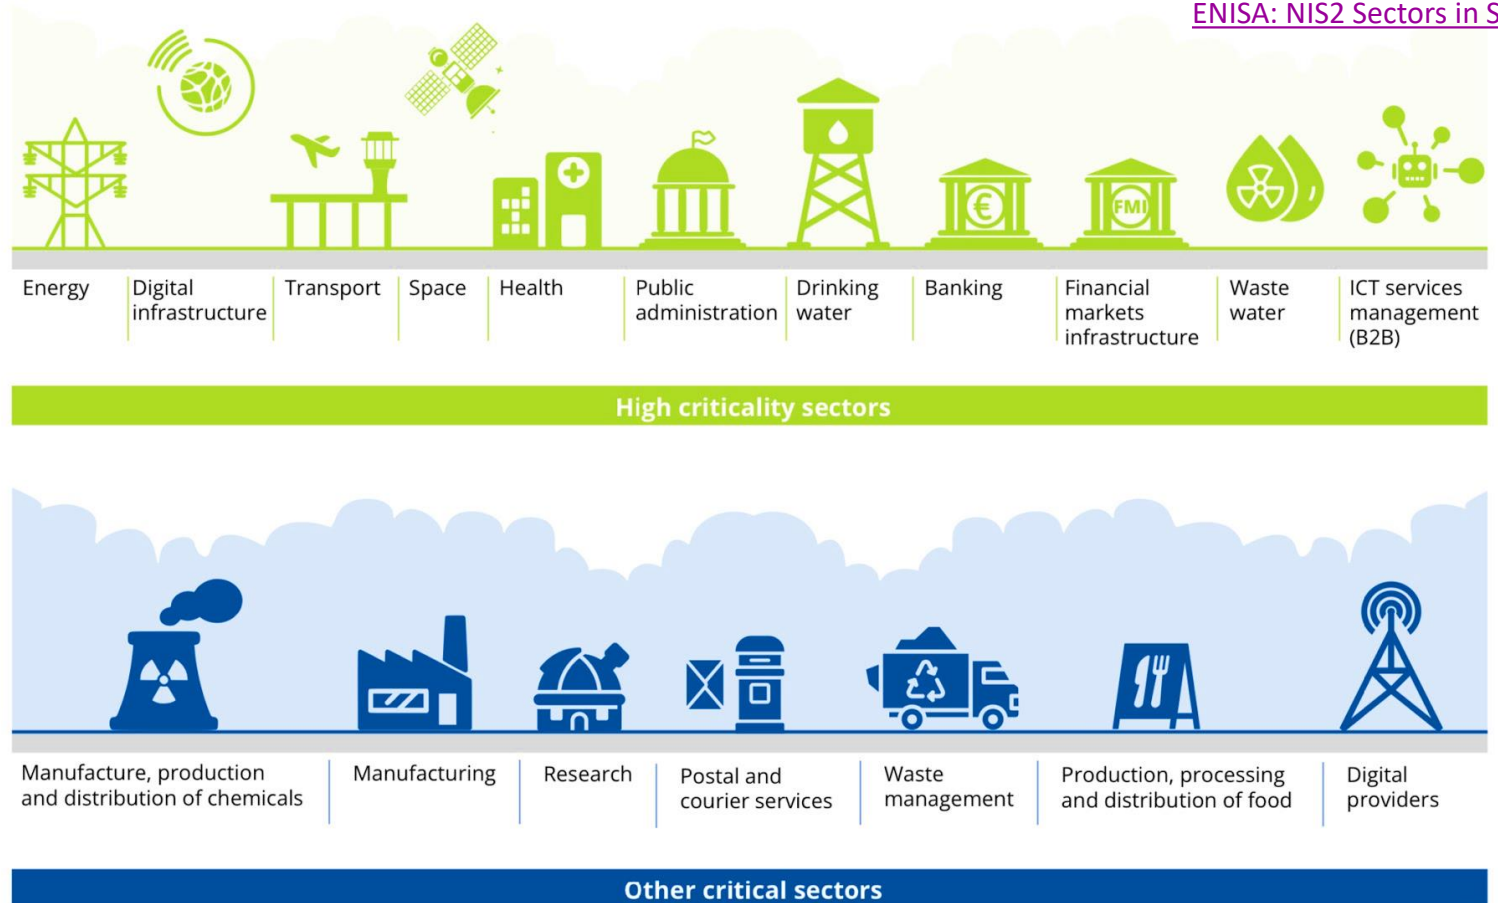 ENISA: NIS2 Sectors in S
€
FMI
Energy
Digital
infrastructure
Transport
Space
Health
Public
administration
Drinking
water
Banking
Financial
markets
infrastructure
Waste
water
ICT services
management
(B2B)
High criticality sectors
Manufacture, production
and distribution of chemicals
Manufacturing
Research
Postal and
courier services
Waste
management
Production, processing
and distribution of food
Digital
providers
Other critical sectors